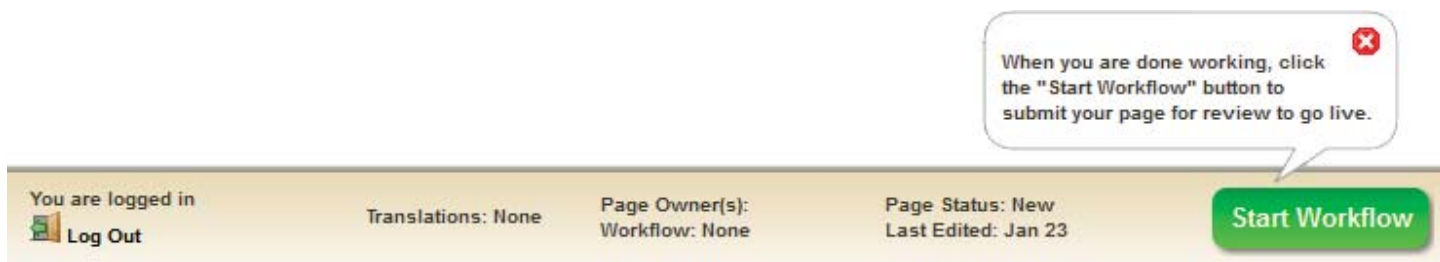 When you are done working, click
the "Start Workflow" button to
submit your page for review to go live.
You are logged in
Log Out
Translations: None
Page Owner(s):
Workflow: None
Page Status: New
Last Edited: Jan 23
Start Workflow